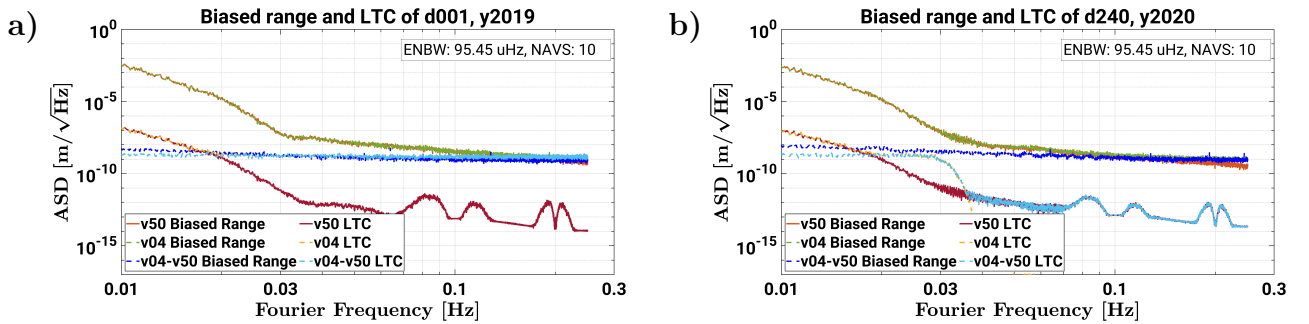 a)
Biased range and LTC of d001, y2019
ENBW: 95.45 uHz, NAVS: 10
ASD [m/√Hz]
10^0
10^-5
10^-10
10^-15
v50 Biased Range
v04 Biased Range
v04-v50 Biased Range
v50 LTC
v04 LTC
v04-v50 LTC
0.01
0.03
0.1
0.3
Fourier Frequency [Hz]
b)
Biased range and LTC of d240, y2020
ENBW: 95.45 uHz, NAVS: 10
ASD [m/√Hz]
10^0
10^-5
10^-10
10^-15
v50 Biased Range
v04 Biased Range
v04-v50 Biased Range
v50 LTC
v04 LTC
v04-v50 LTC
0.01
0.03
0.1
0.3
Fourier Frequency [Hz]